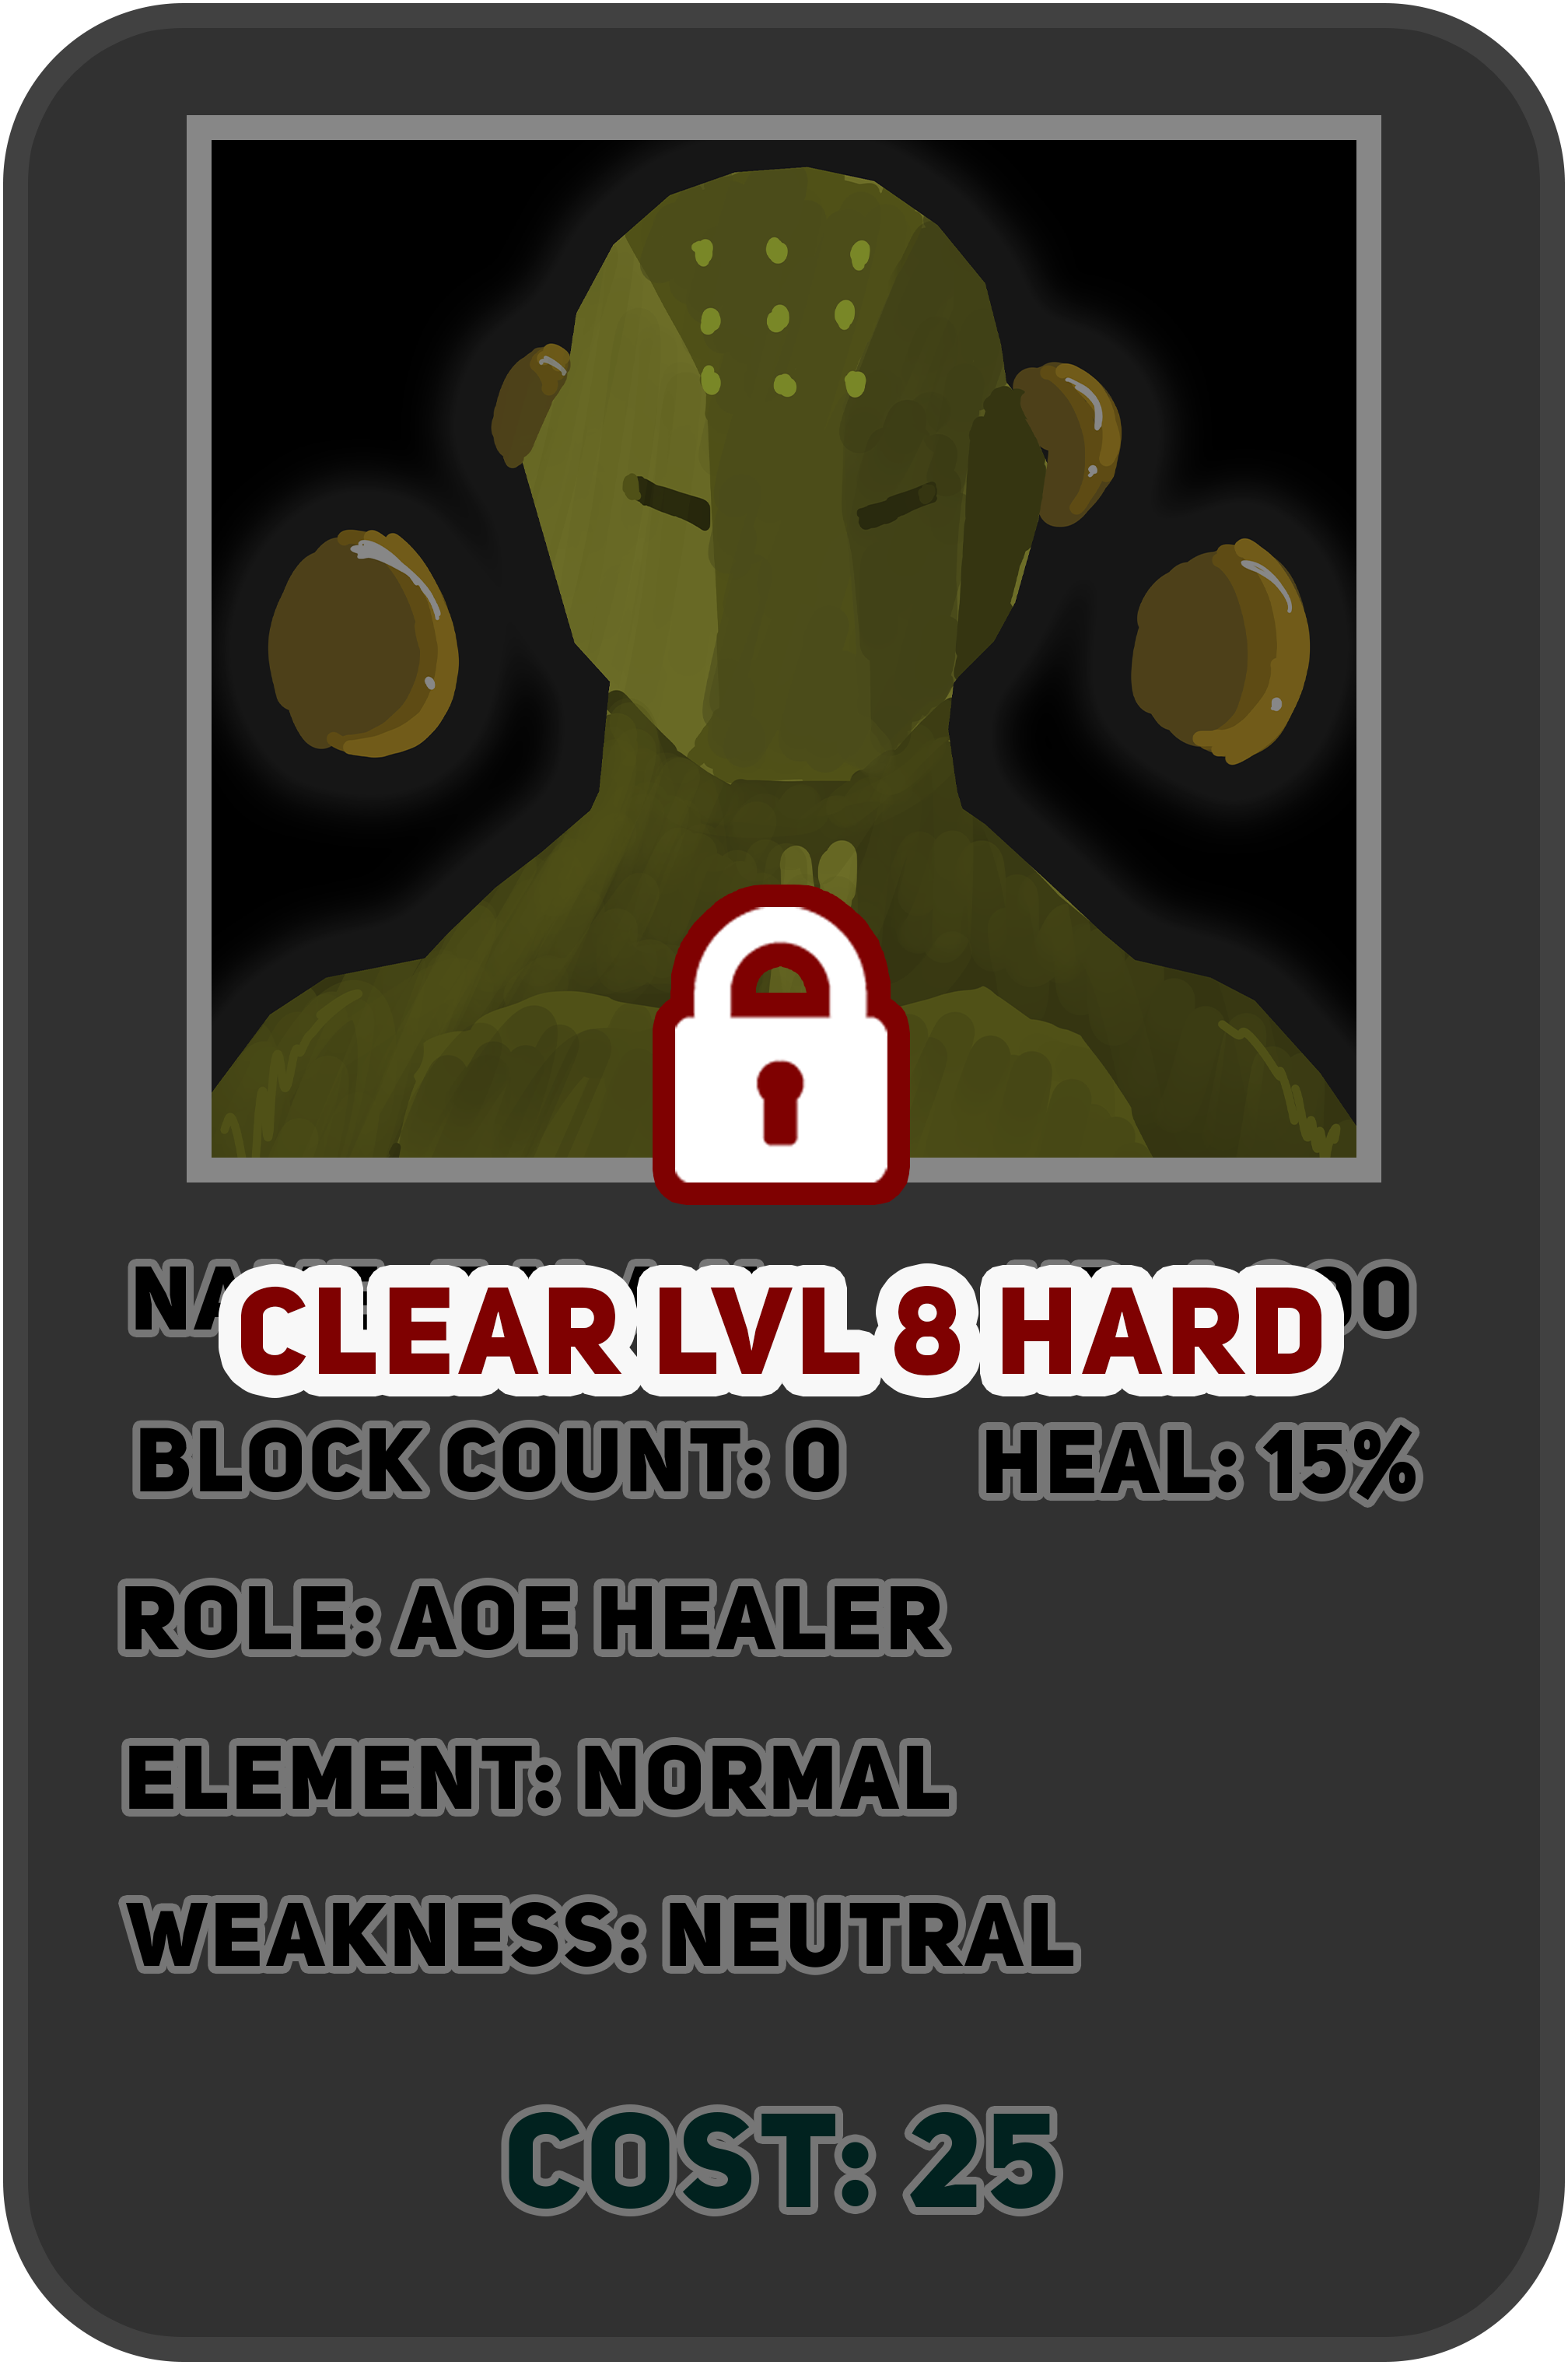 CLEAR LVL 8 HARD
BLOCK COUNT: 0 HEAL: 15%
ROLE: AOE HEALER
ELEMENT: NORMAL
WEAKNESS: NEUTRAL
COST: 25